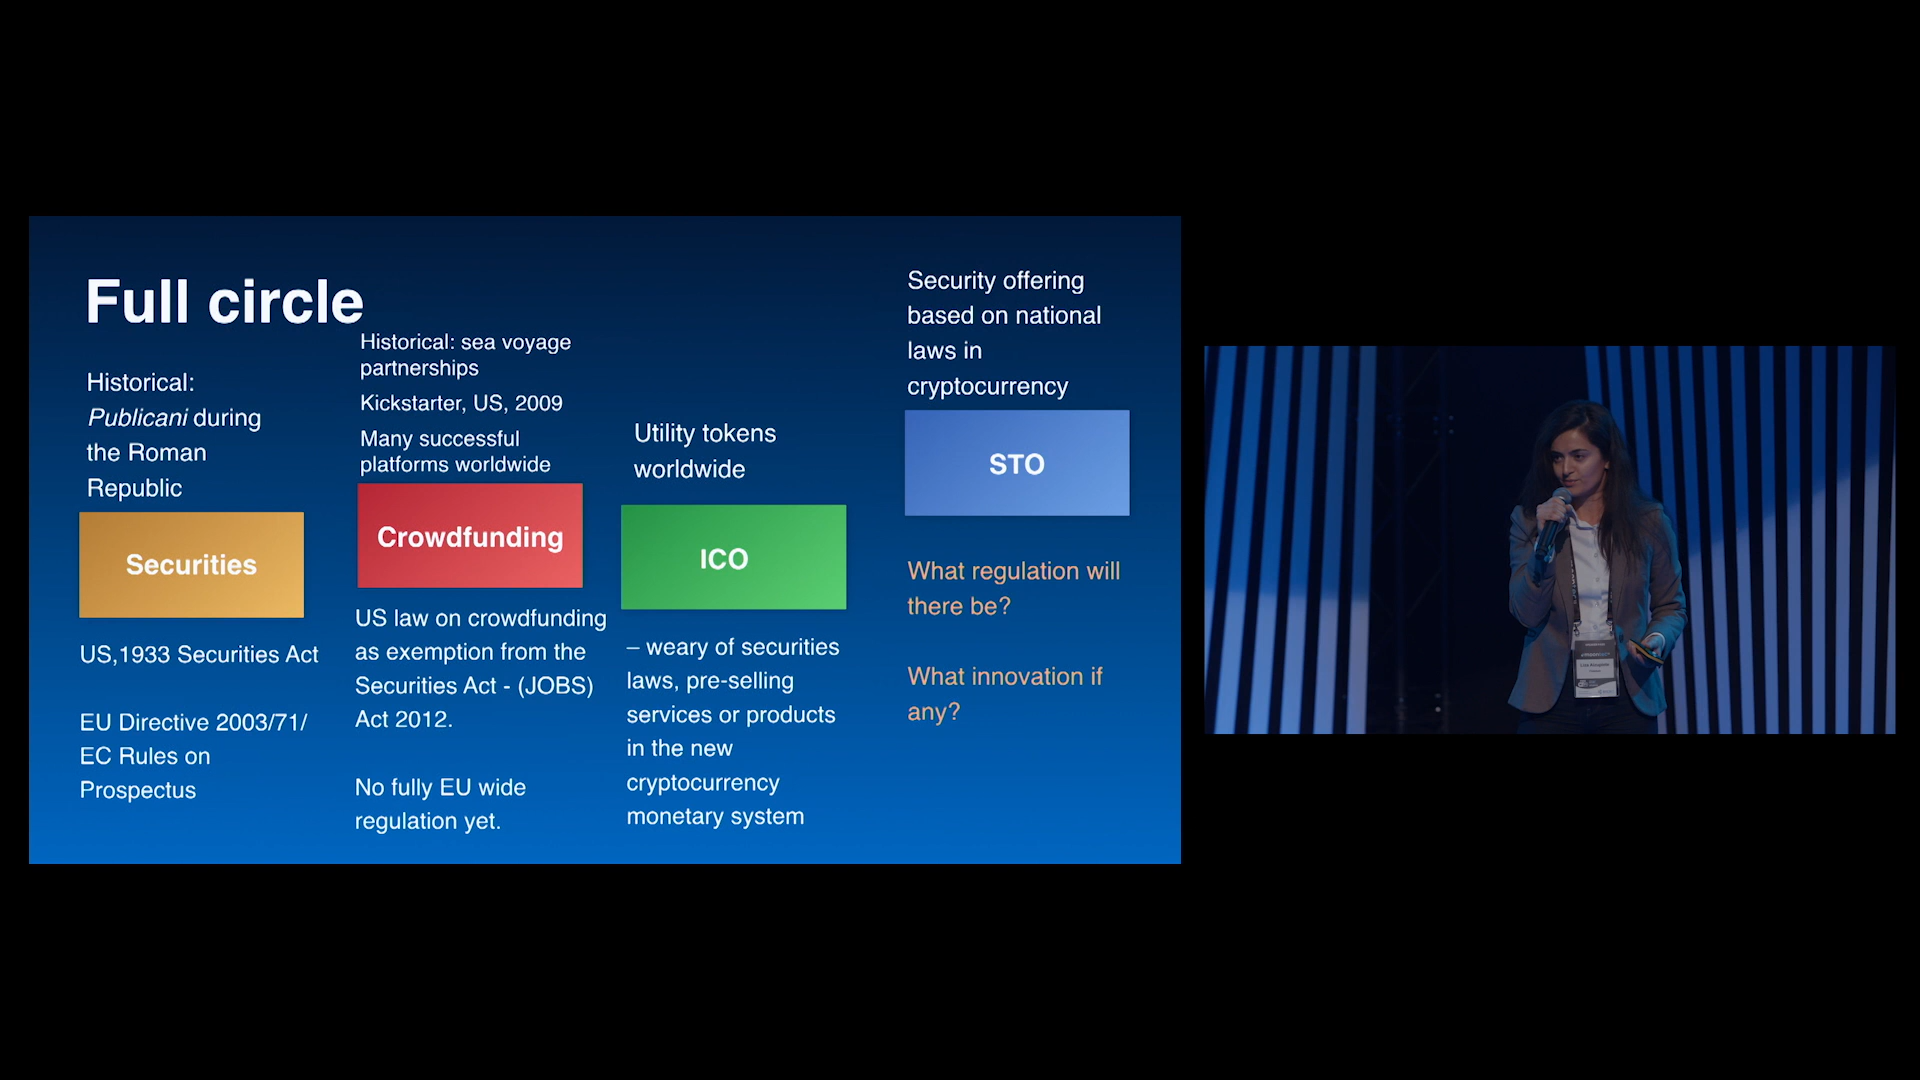 Full circle
Historical:
Publicani during
the Roman
Republic
Securities
US,1933 Securities Act
EU Directive 2003/71/
EC Rules on
Prospectus
Historical: sea voyage
partnerships
Kickstarter, US, 2009
Many successful
platforms worldwide
Crowdfunding
US law on crowdfunding
as exemption from the
Securities Act - (JOBS)
Act 2012.
No fully EU wide
regulation yet.
Utility tokens
worldwide
ICO
– weary of securities
laws, pre-selling
services or products
in the new
cryptocurrency
monetary system
Security offering
based on national
laws in
cryptocurrency
STO
What regulation will
there be?
What innovation if
any?